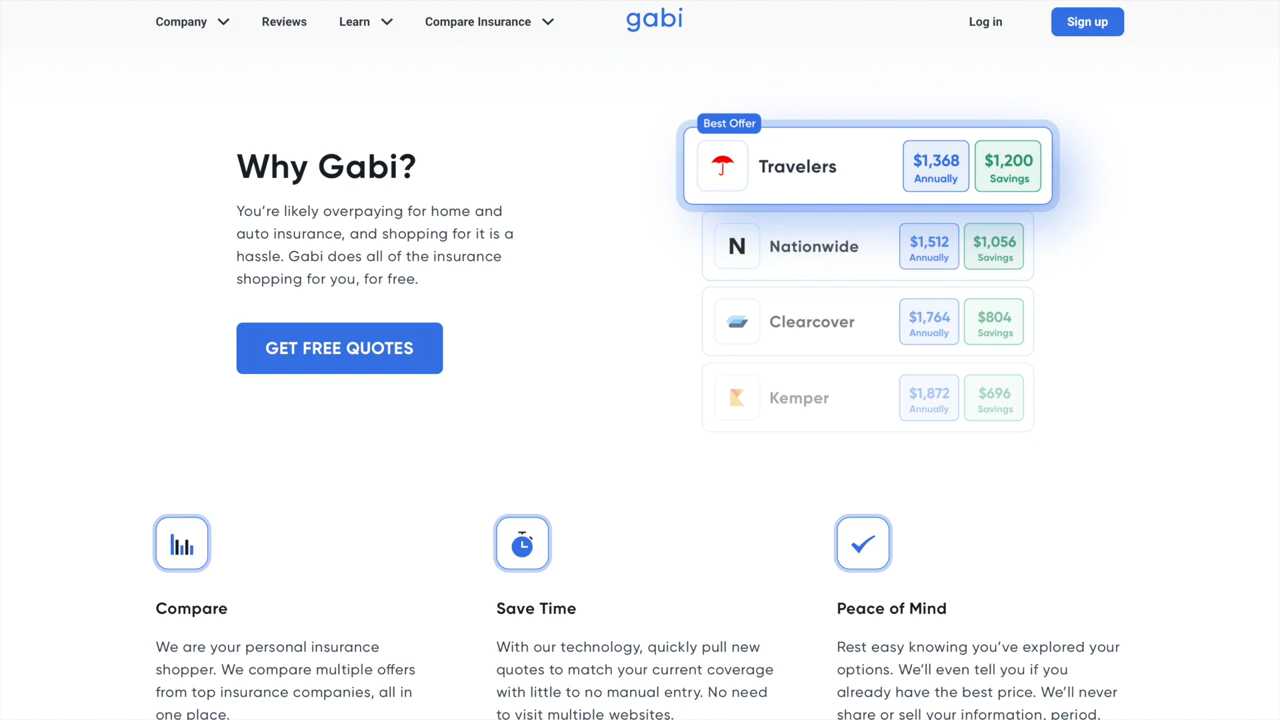 Company
Reviews
Learn
Compare Insurance
gabi
Log in
Sign up
Why Gabi?
You’re likely overpaying for home and
auto insurance, and shopping for it is a
hassle. Gabi does all of the insurance
shopping for you, for free.
GET FREE QUOTES
Best Offer
Travelers
$1,368
Annually
$1,200
Savings
N
Nationwide
$1,512
Annually
$1,056
Savings
Clearcover
$1,764
Annually
$804
Savings
Kemper
$1,872
Annually
$696
Savings
Compare
We are your personal insurance
shopper. We compare multiple offers
from top insurance companies, all in
one place.
Save Time
With our technology, quickly pull new
quotes to match your current coverage
with little to no manual entry. No need
to visit multiple websites.
Peace of Mind
Rest easy knowing you’ve explored your
options. We’ll even tell you if you
already have the best price. We’ll never
share or sell your information, period.